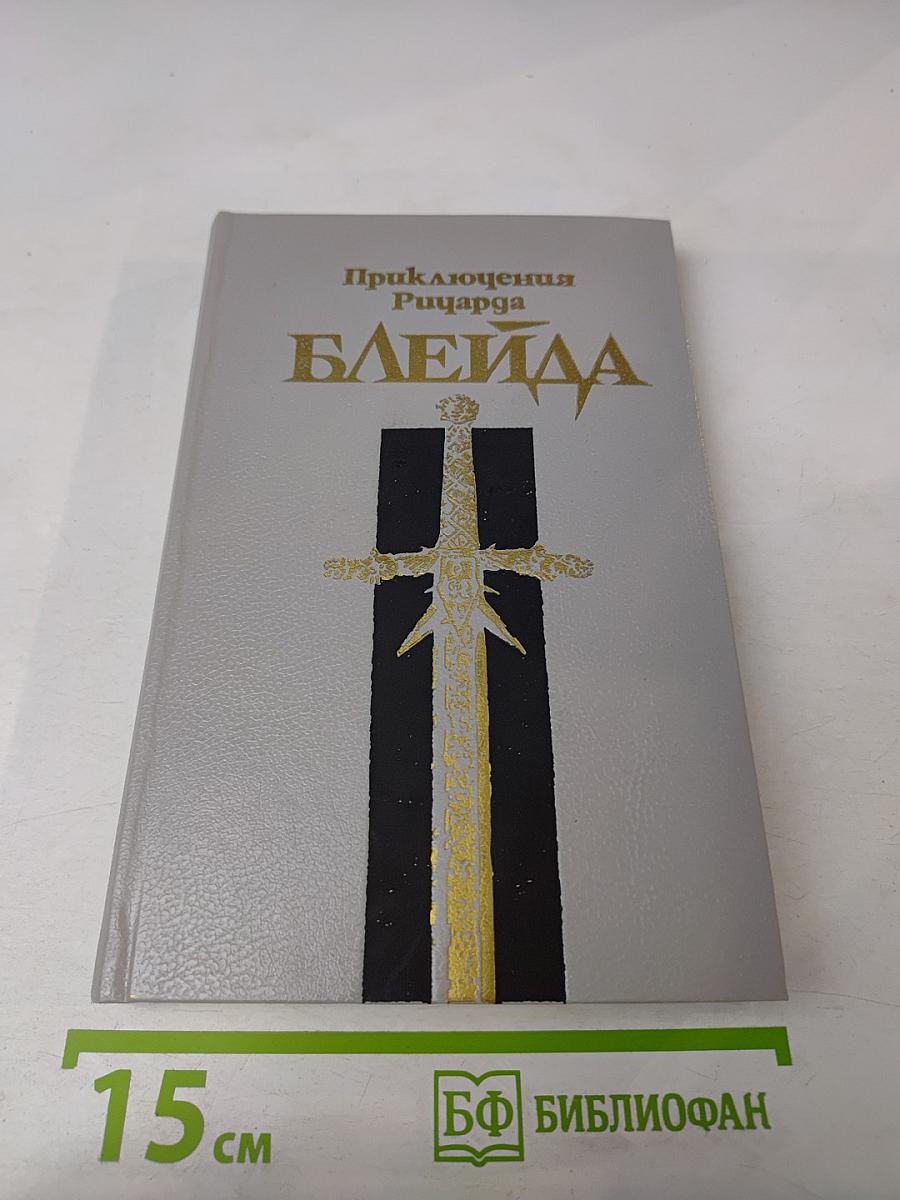 Приключения
Ричарда
БЛЕЙДА
15 см
БФ БИБЛИОФАН